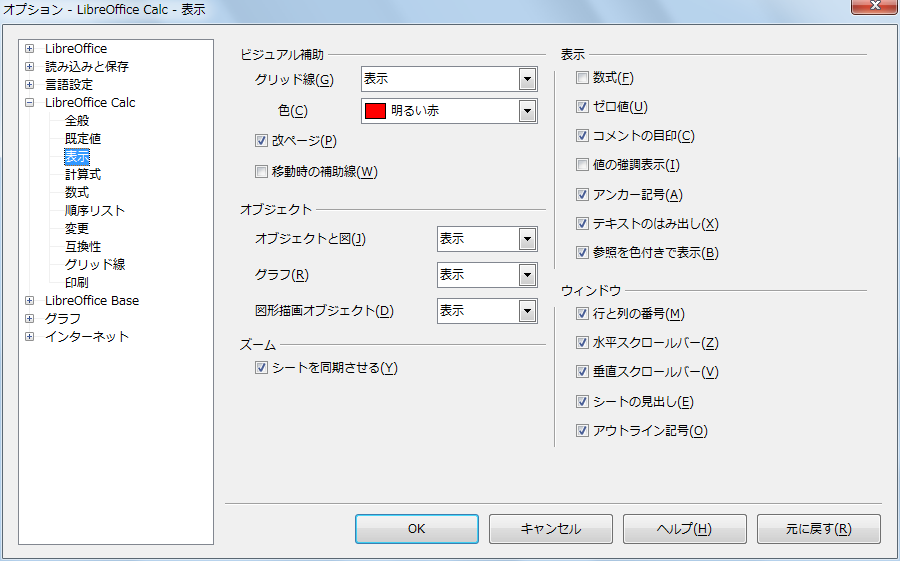 オプション - LibreOffice Calc - 表示
LibreOffice
読み込みと保存
言語設定
LibreOffice Calc
全般
既定値
表示
計算式
数式
順序リスト
変更
互換性
グリッド線
印刷
LibreOffice Base
グラフ
インターネット
ビジュアル補助
グリッド線(G) 表示
色(C) 明るい赤
改ページ(P)
移動時の補助線(W)
オブジェクト
オブジェクトと図(J) 表示
グラフ(R) 表示
図形描画オブジェクト(D) 表示
ズーム
シートを同期させる(Y)
表示
数式(F)
ゼロ値(U)
コメントの目印(C)
値の強調表示(I)
アンカー記号(A)
テキストのはみ出し(X)
参照を色付きで表示(B)
ウィンドウ
行と列の番号(M)
水平スクロールバー(Z)
垂直スクロールバー(V)
シートの見出し(E)
アウトライン記号(O)
OK キャンセル ヘルプ(H) 元に戻す(R)